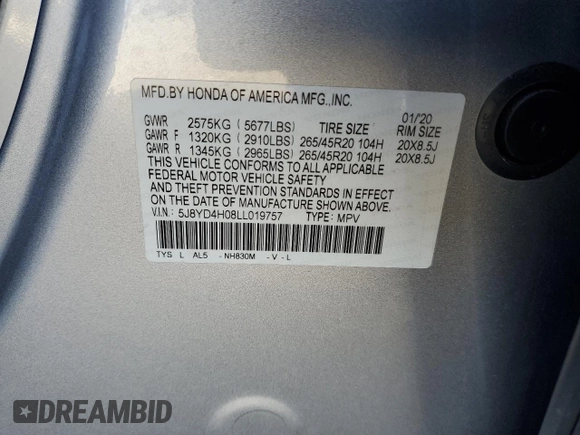 MFD.BY HONDA OF AMERICA MFG.,INC.
01/20
GVWR 2575KG ( 5677LBS) TIRE SIZE RIM SIZE
GAWR F 1320KG ( 2910LBS) 265/45R20 104H 20X8.5J
GAWR R 1345KG ( 2965LBS) 265/45R20 104H 20X8.5J
THIS VEHICLE CONFORMS TO ALL APPLICABLE
FEDERAL MOTOR VEHICLE SAFETY
AND THEFT PREVENTION STANDARDS IN EFFECT
ON THE DATE OF MANUFACTURE SHOWN ABOVE.
V.I.N.: 5J8YD4H08LL019757 TYPE: MPV
TYS L AL5 -NH830M -V -L
DREAMBID